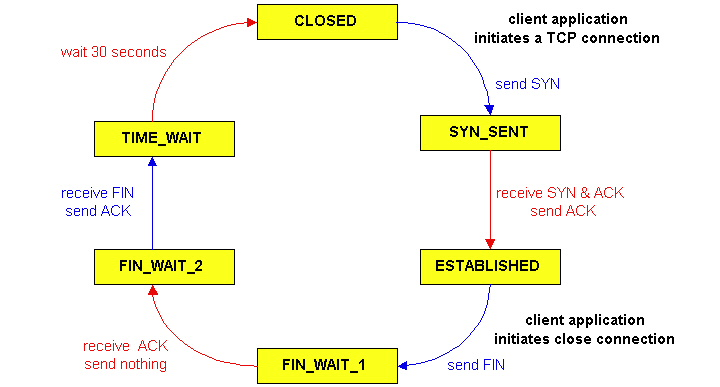 CLOSED
client application
initiates a TCP connection
wait 30 seconds
send SYN
TIME_WAIT
SYN_SENT
receive FIN
send ACK
receive SYN & ACK
send ACK
FIN_WAIT_2
ESTABLISHED
client application
initiates close connection
receive ACK
send nothing
FIN_WAIT_1
send FIN